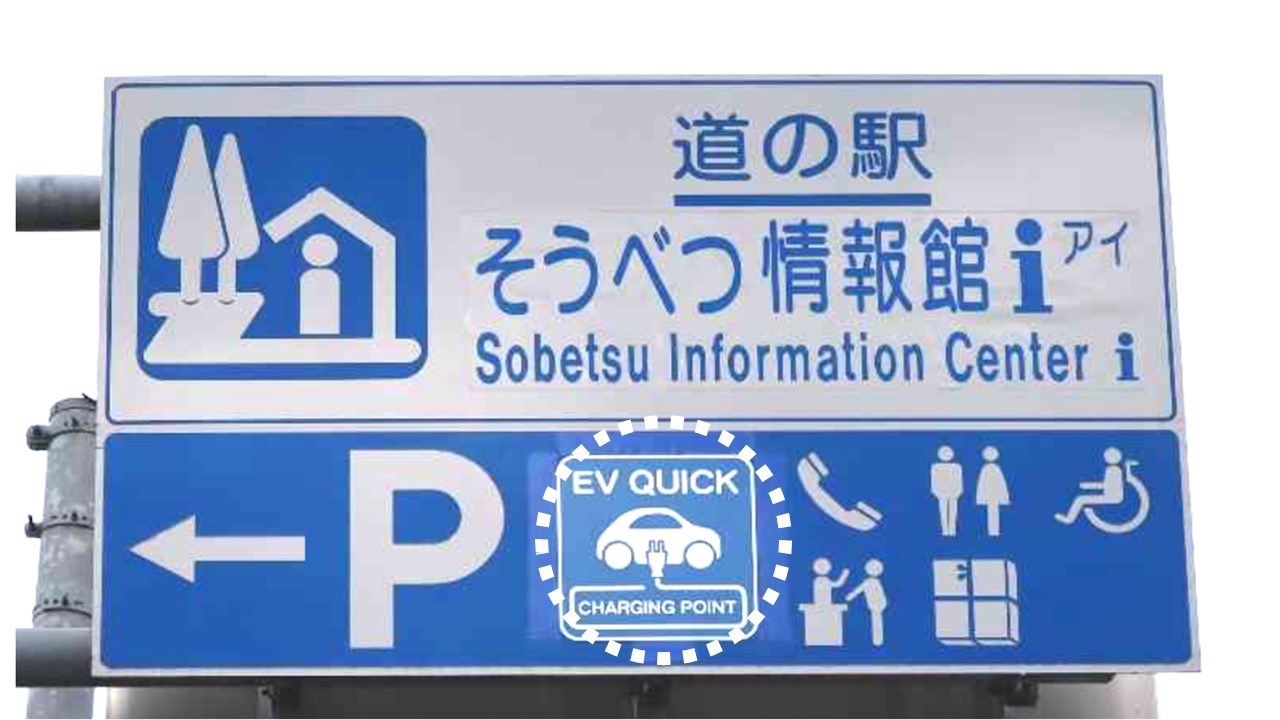 道の駅
そうべつ情報館i アイ
Sobetsu Information Center i
P
EV QUICK
CHARGING POINT